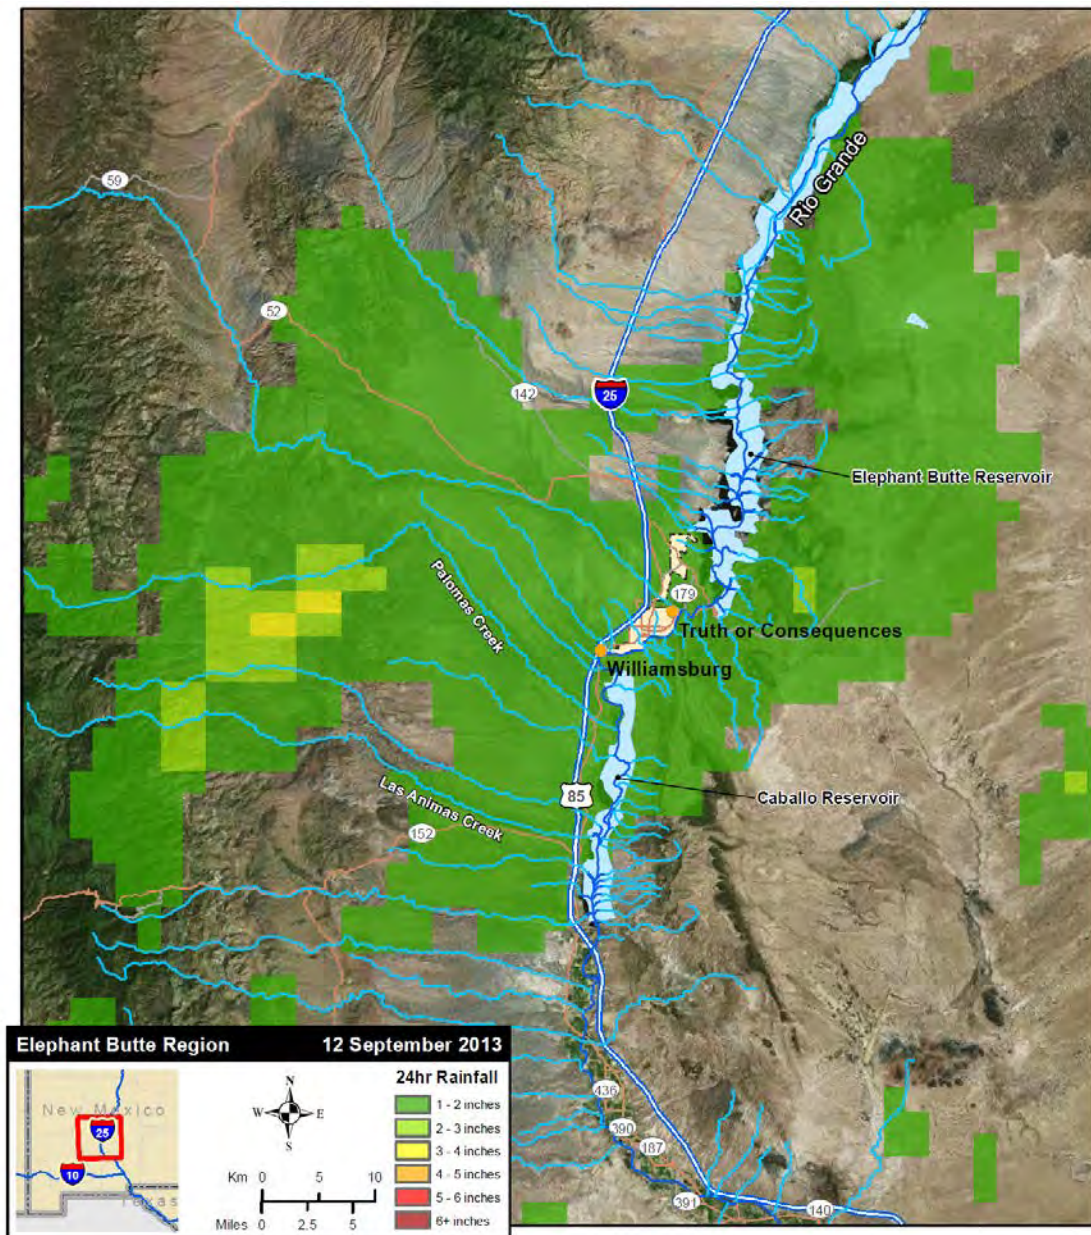 Rio Grande
59
52
142
25
Elephant Butte Reservoir
Palomas Creek
179
Truth or Consequences
Williamsburg
85
Caballo Reservoir
Las Animas Creek
152
436
390
187
391
140
Elephant Butte Region 12 September 2013
New Mexico
25
10
Texas
N
W E
S
Km 0 5 10
Miles 0 2.5 5
24hr Rainfall
1 - 2 inches
2 - 3 inches
3 - 4 inches
4 - 5 inches
5 - 6 inches
6+ inches